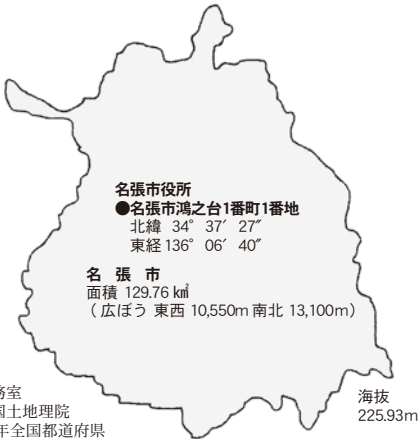 名張市役所
●名張市鴻之台1番町1番地
北緯 34° 37′ 27″
東経 136° 06′ 40″
名 張 市
面積 129.76 ㎢
( 広ぼう 東西 10,550m 南北 13,100m )
務室
国土地理院
年全国都道府県
海抜
225.93m